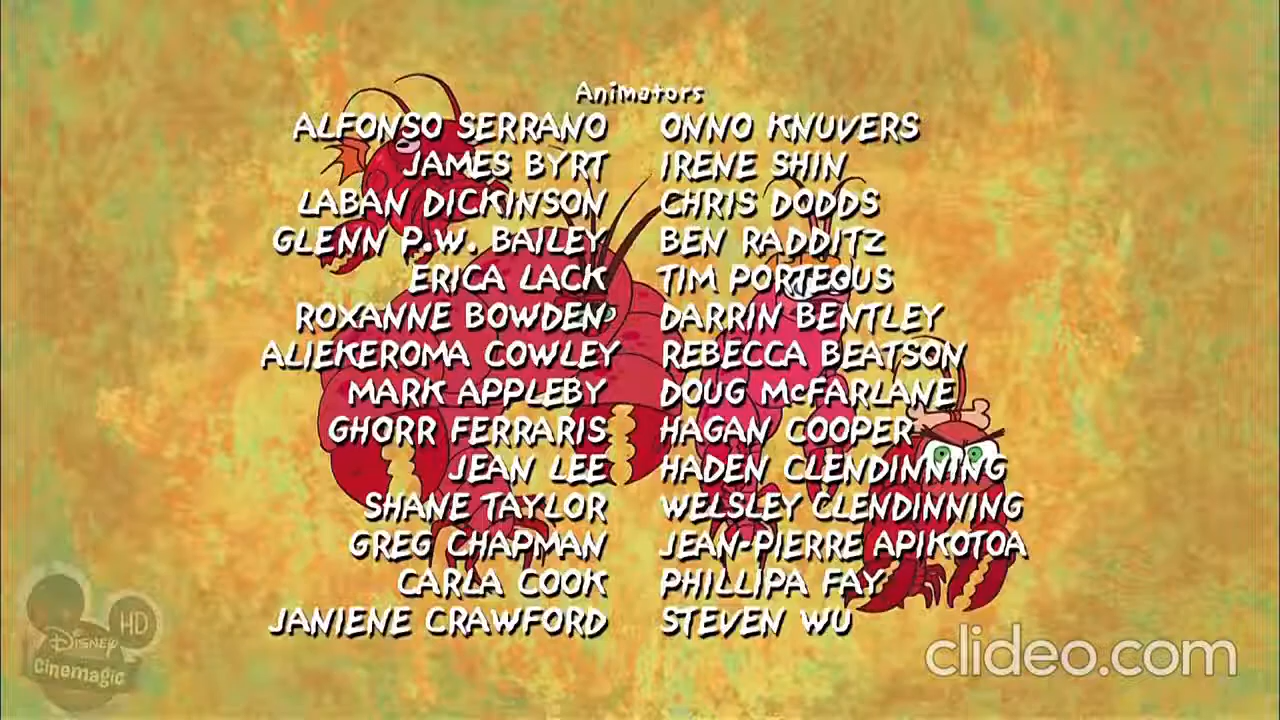 Animators
ALFONSO SERRANO ONNO KNUVERS
JAMES BYRT IRENE SHIN
LABAN DICKINSON CHRIS DODDS
GLENN P.W. BAILEY BEN RADDITZ
ERICA LACK TIM PORTEOUS
ROXANNE BOWDEN DARRIN BENTLEY
ALIEKEROMA COWLEY REBECCA BEATSON
MARK APPLEBY DOUG McFARLANE
GHORR FERRARIS HAGAN COOPER
JEAN LEE HADEN CLENDINNING
SHANE TAYLOR WELSLEY CLENDINNING
GREG CHAPMAN JEAN-PIERRE APIKOTOA
CARLA COOK PHILLIPA FAY
JANIENE CRAWFORD STEVEN WU
HD
DISNEY
cinemagic
clideo.com